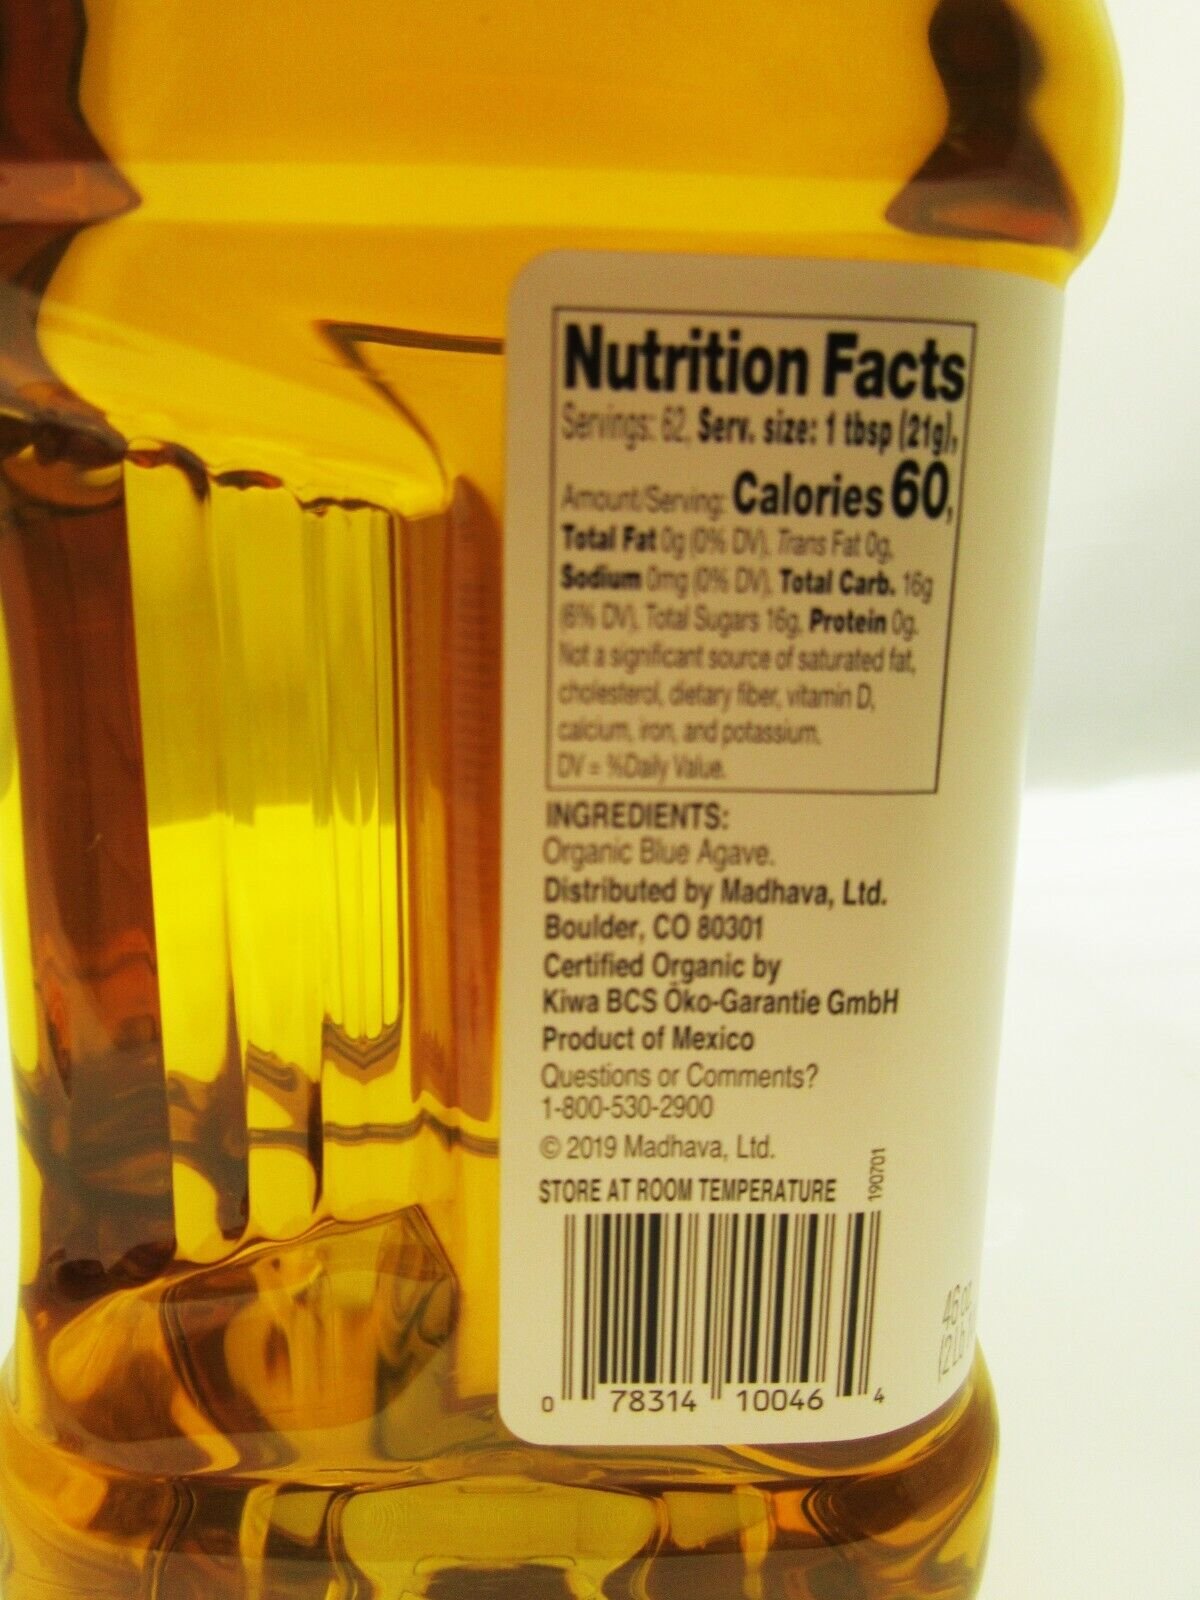 Nutrition Facts
Servings: 62, Serv. size: 1 tbsp (21g),
Amount/Serving: Calories 60,
Total Fat 0g (0% DV), Trans Fat 0g,
Sodium 0mg (0% DV), Total Carb. 16g
(6% DV), Total Sugars 16g, Protein 0g.
Not a significant source of saturated fat,
cholesterol, dietary fiber, vitamin D,
calcium, iron, and potassium.
DV = %Daily Value.
INGREDIENTS:
Organic Blue Agave.
Distributed by Madhava, Ltd.
Boulder, CO 80301
Certified Organic by
Kiwa BCS Öko-Garantie GmbH
Product of Mexico
Questions or Comments?
1-800-530-2900
© 2019 Madhava, Ltd.
STORE AT ROOM TEMPERATURE
190701
0 78314 10046 4
46 oz
(2 Lb